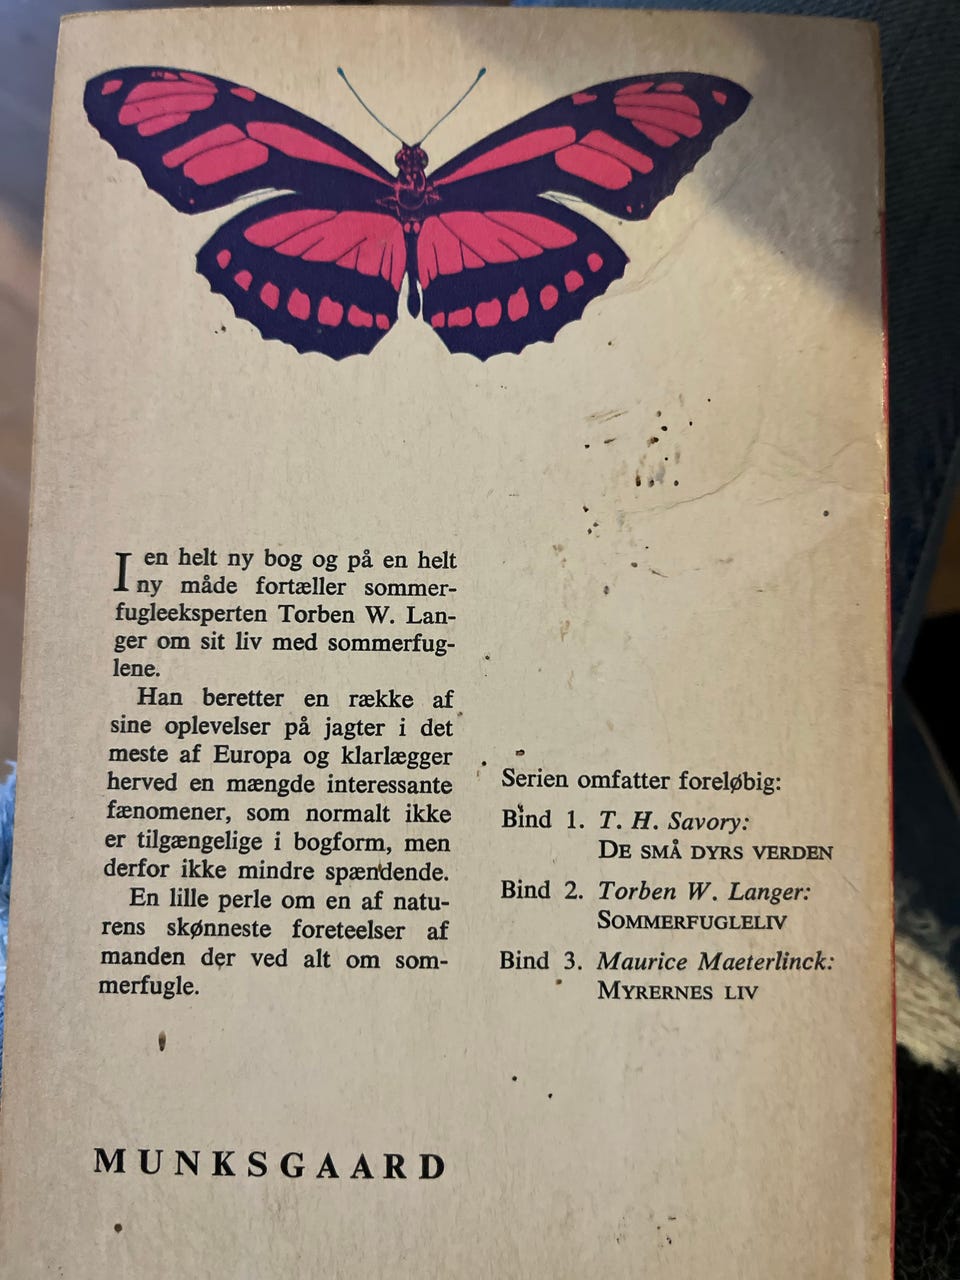 I en helt ny bog og på en helt
ny måde fortæller sommer-
fugleeksperten Torben W. Lan-
ger om sit liv med sommerfug-
lene.
Han beretter en række af
sine oplevelser på jagter i det
meste af Europa og klarlægger
herved en mængde interessante
fænomener, som normalt ikke
er tilgængelige i bogform, men
derfor ikke mindre spændende.
En lille perle om en af natu-
rens skønneste foreteelser af
manden der ved alt om som-
merfugle.
Serien omfatter foreløbig:
Bind 1. T. H. Savory:
DE SMÅ DYRS VERDEN
Bind 2. Torben W. Langer:
SOMMERFUGLELIV
Bind 3. Maurice Maeterlinck:
MYRERNES LIV
MUNKSGAARD